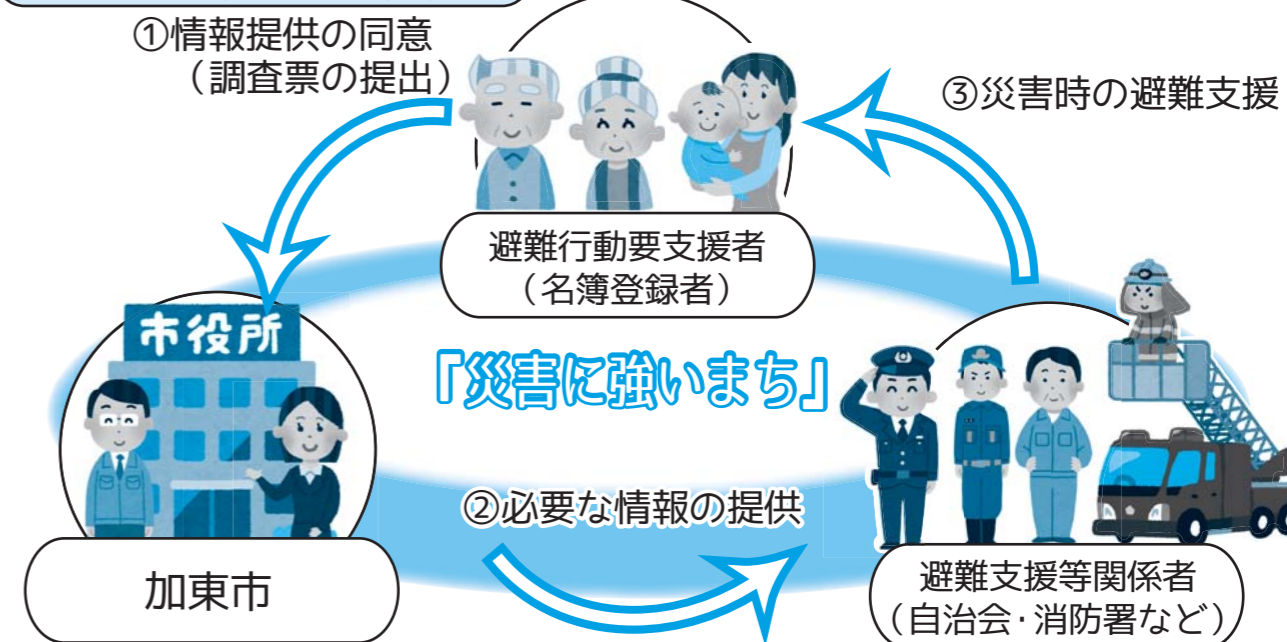 ①情報提供の同意
（調査票の提出）
③災害時の避難支援
避難行動要支援者
（名簿登録者）
市役所
「災害に強いまち」
②必要な情報の提供
加東市
避難支援等関係者
（自治会・消防署など）